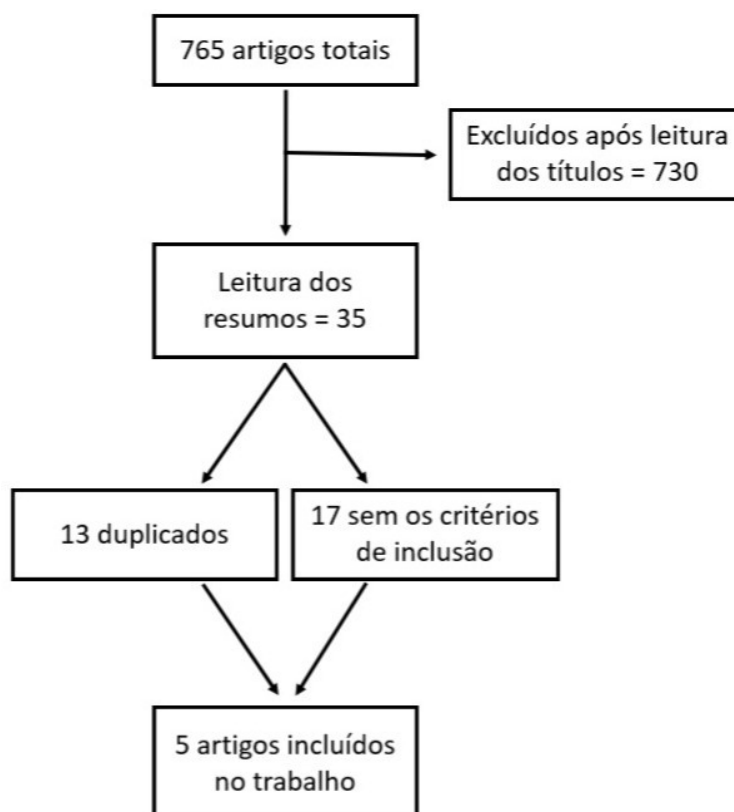 765 artigos totais
Excluídos após leitura
dos títulos = 730
Leitura dos
resumos = 35
13 duplicados
17 sem os critérios
de inclusão
5 artigos incluídos
no trabalho